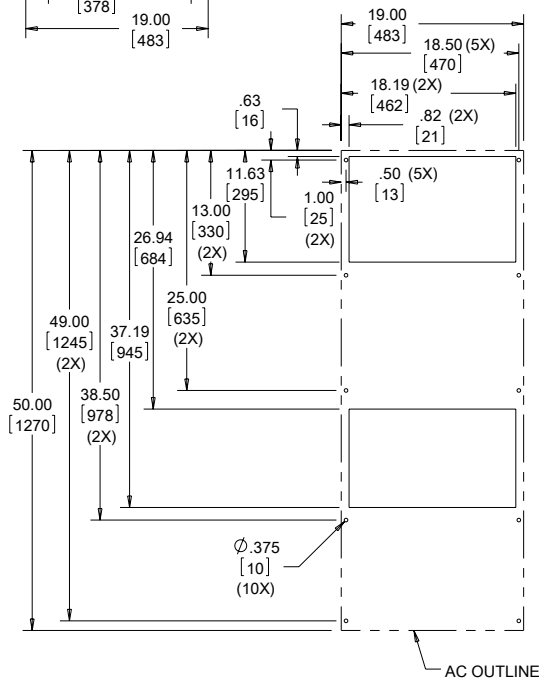 [378]
19.00
[483]
19.00
[483]
18.50 (5X)
[470]
18.19 (2X)
[462]
.63
[16]
.82 (2X)
[21]
11.63
[295]
1.00
[25]
(2X)
.50 (5X)
[13]
13.00
[330]
(2X)
26.94
[684]
25.00
[635]
(2X)
49.00
[1245]
(2X)
37.19
[945]
50.00
[1270]
38.50
[978]
(2X)
Ø.375
[10]
(10X)
AC OUTLINE